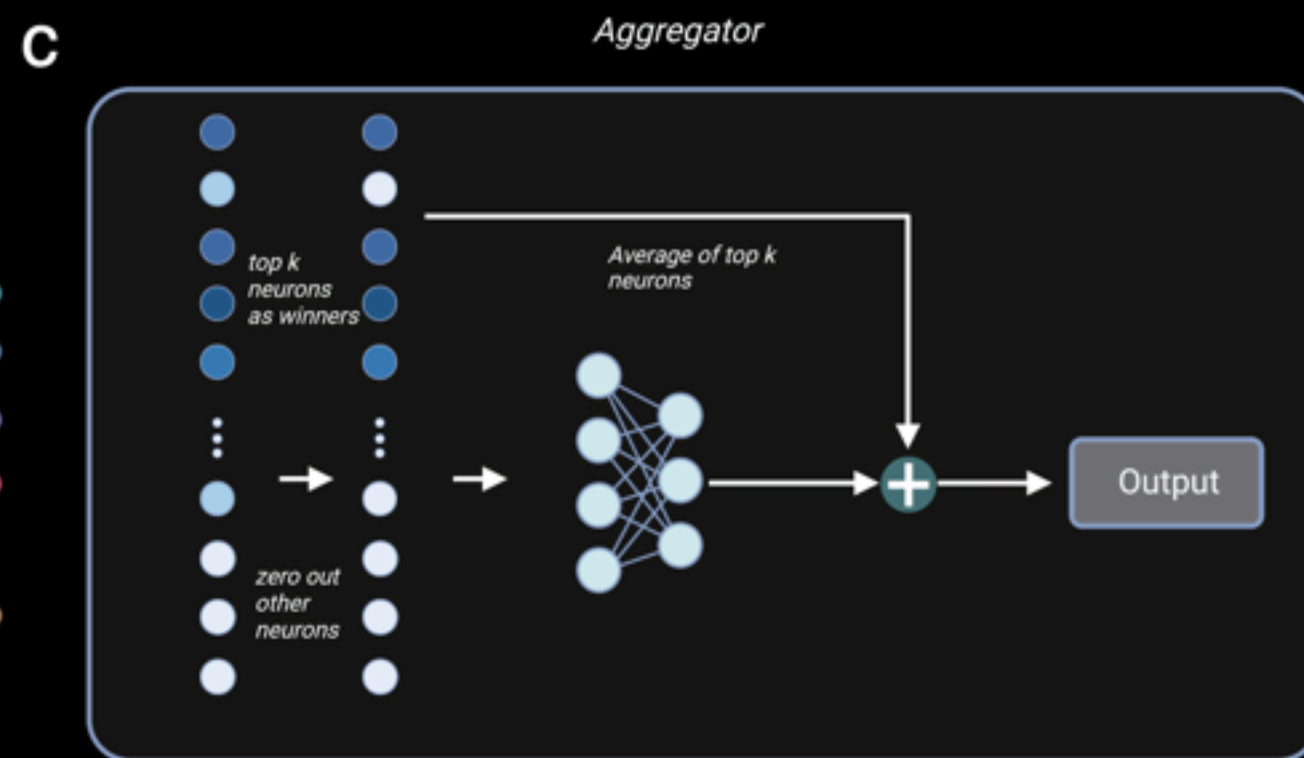 C
Aggregator
top k
neurons
as winners
Average of top k
neurons
Output
zero out
other
neurons